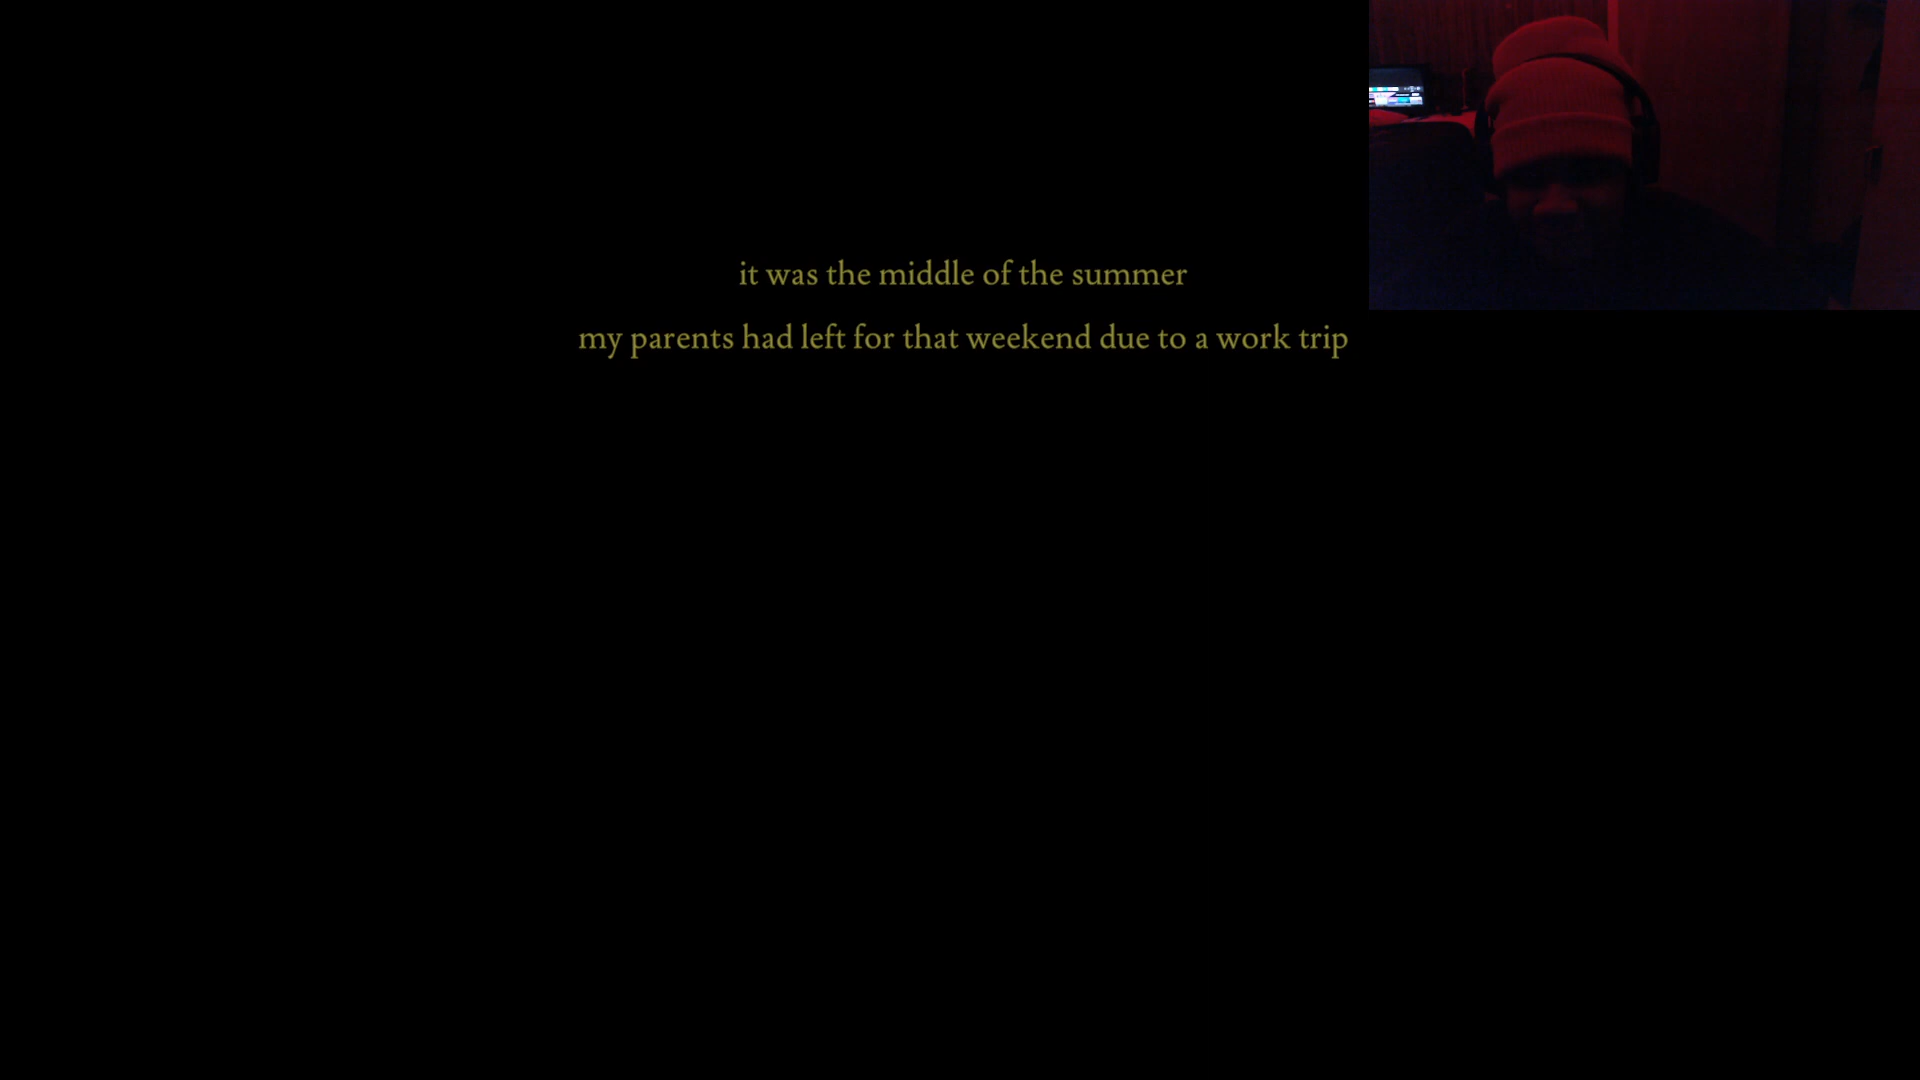 it was the middle of the summer
my parents had left for that weekend due to a work trip